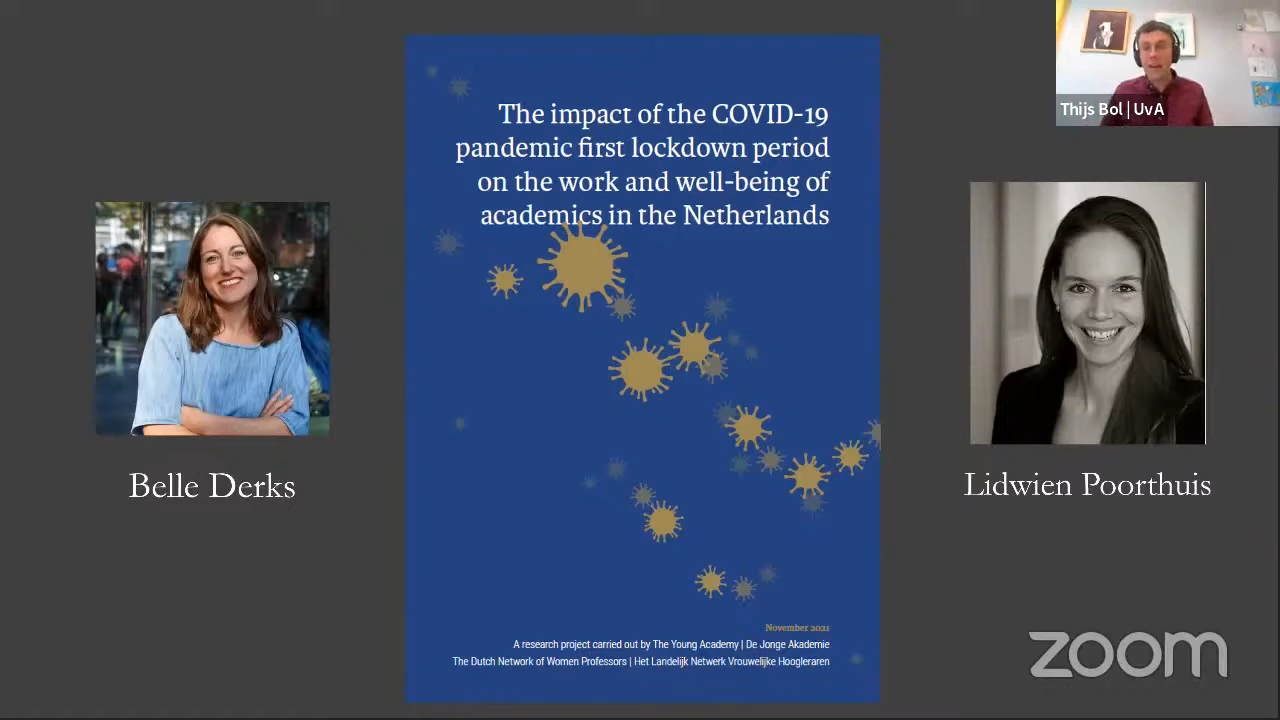 The impact of the COVID-19
pandemic first lockdown period
on the work and well-being of
academics in the Netherlands
Thijs Bol | UvA
Belle Derks
Lidwien Poorthuis
November 2021
A research project carried out by The Young Academy | De Jonge Akademie
The Dutch Network of Women Professors | Het Landelijk Netwerk Vrouwelijke Hoogleraren
zoom